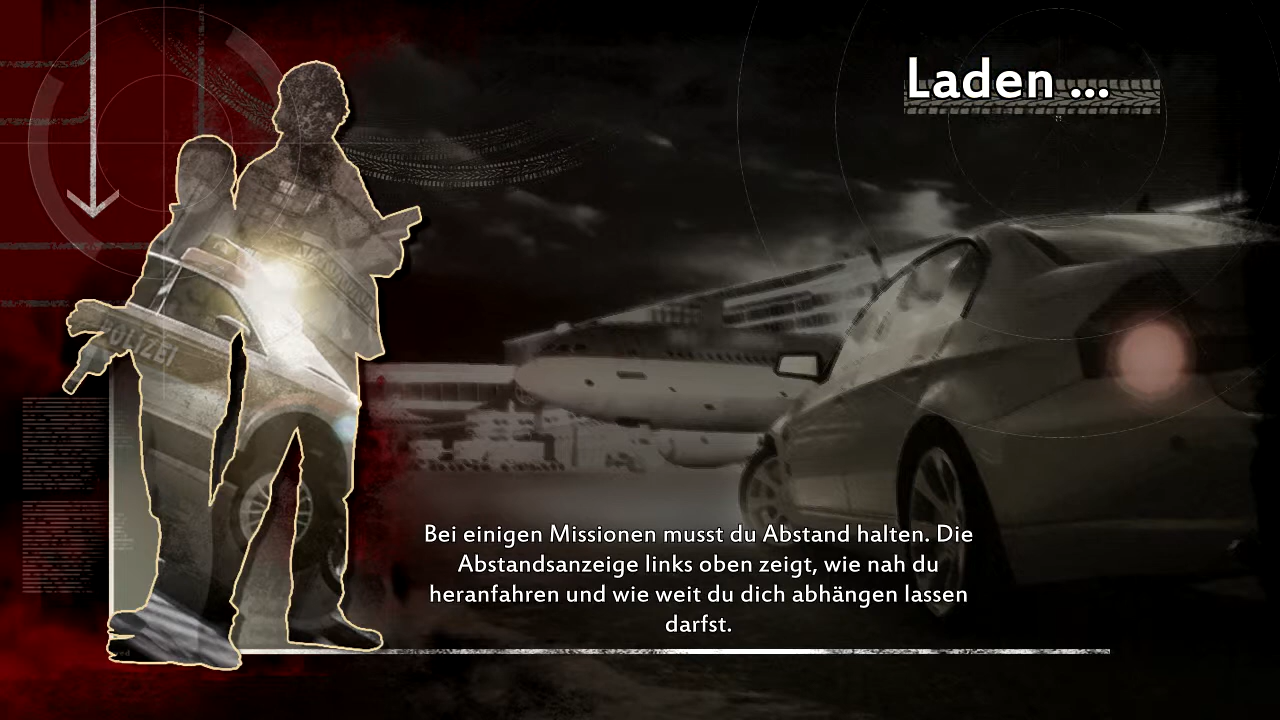 Laden ...
POLIZEI
Bei einigen Missionen musst du Abstand halten. Die
Abstandsanzeige links oben zeigt, wie nah du
heranfahren und wie weit du dich abhängen lassen
darfst.